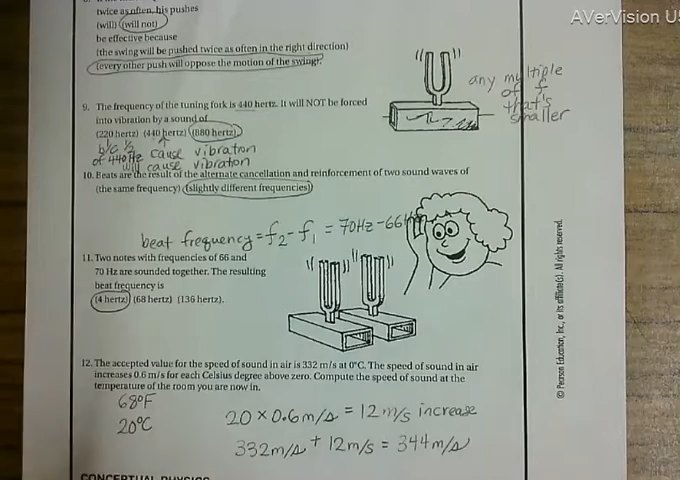 AVerVision U
twice as often, his pushes
(will) (will not)
be effective because
(the swing will be pushed twice as often in the right direction)
(every other push will oppose the motion of the swing).
any multiple
of f
that's
smaller
9. The frequency of the tuning fork is 440 hertz. It will NOT be forced
into vibration by a sound of
(220 hertz) (440 hertz) (880 hertz).
b/c ½ cause vibration
of 440Hz will cause vibration
10. Beats are the result of the alternate cancellation and reinforcement of two sound waves of
(the same frequency) (slightly different frequencies)
beat frequency = f2 - f1 = 70Hz - 66Hz
11. Two notes with frequencies of 66 and
70 Hz are sounded together. The resulting
beat frequency is
(4 hertz) (68 hertz) (136 hertz).
12. The accepted value for the speed of sound in air is 332 m/s at 0°C. The speed of sound in air
increases 0.6 m/s for each Celsius degree above zero. Compute the speed of sound at the
temperature of the room you are now in.
68°F
20°C
20 × 0.6 m/s = 12 m/s increase
332 m/s + 12 m/s = 344 m/s
CONCEPTUAL PHYSICS
© Pearson Education, Inc., or its affiliate(s). All rights reserved.